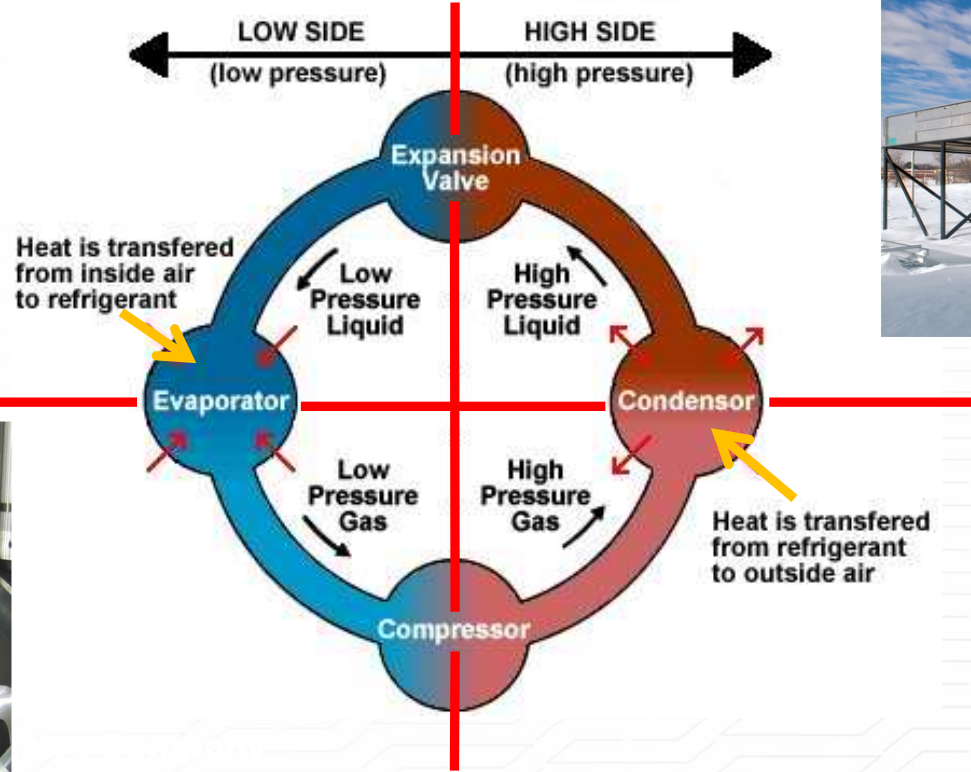 LOW SIDE
(low pressure)
HIGH SIDE
(high pressure)
Expansion
Valve
Heat is transfered
from inside air
to refrigerant
Low
Pressure
Liquid
High
Pressure
Liquid
Evaporator
Condensor
Low
Pressure
Gas
High
Pressure
Gas
Heat is transfered
from refrigerant
to outside air
Compressor